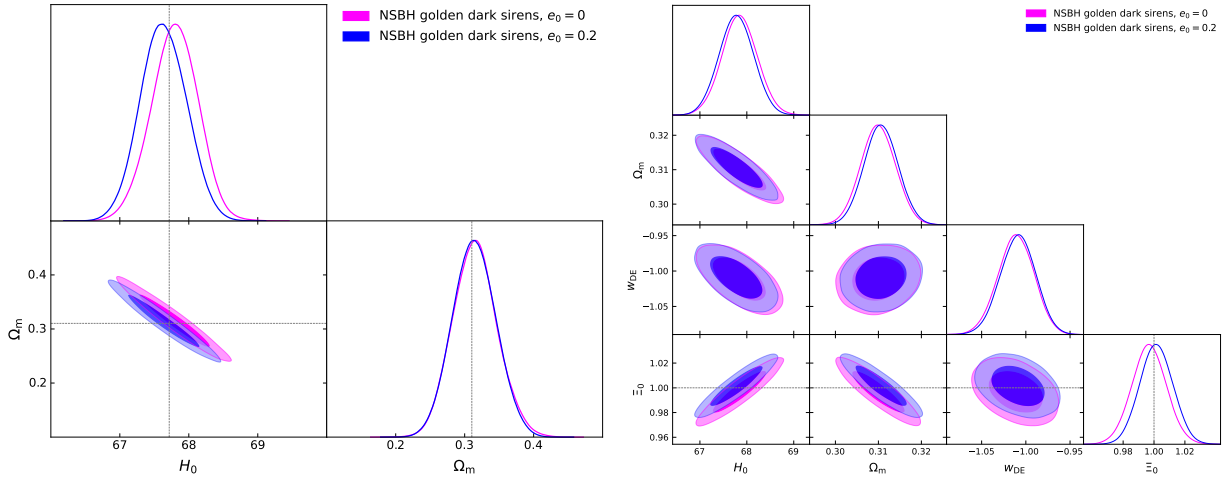 NSBH golden dark sirens, e₀ = 0
NSBH golden dark sirens, e₀ = 0.2
0.4
0.3
0.2
Ωₘ
67 68 69
H₀
0.2 0.3 0.4
Ωₘ
NSBH golden dark sirens, e₀ = 0
NSBH golden dark sirens, e₀ = 0.2
0.32
0.31
0.30
Ωₘ
−0.95
−1.00
−1.05
w_DE
1.02
1.00
0.98
0.96
Ξ₀
67 68 69
H₀
0.30 0.31 0.32
Ωₘ
−1.05 −1.00 −0.95
w_DE
0.98 1.00 1.02
Ξ₀